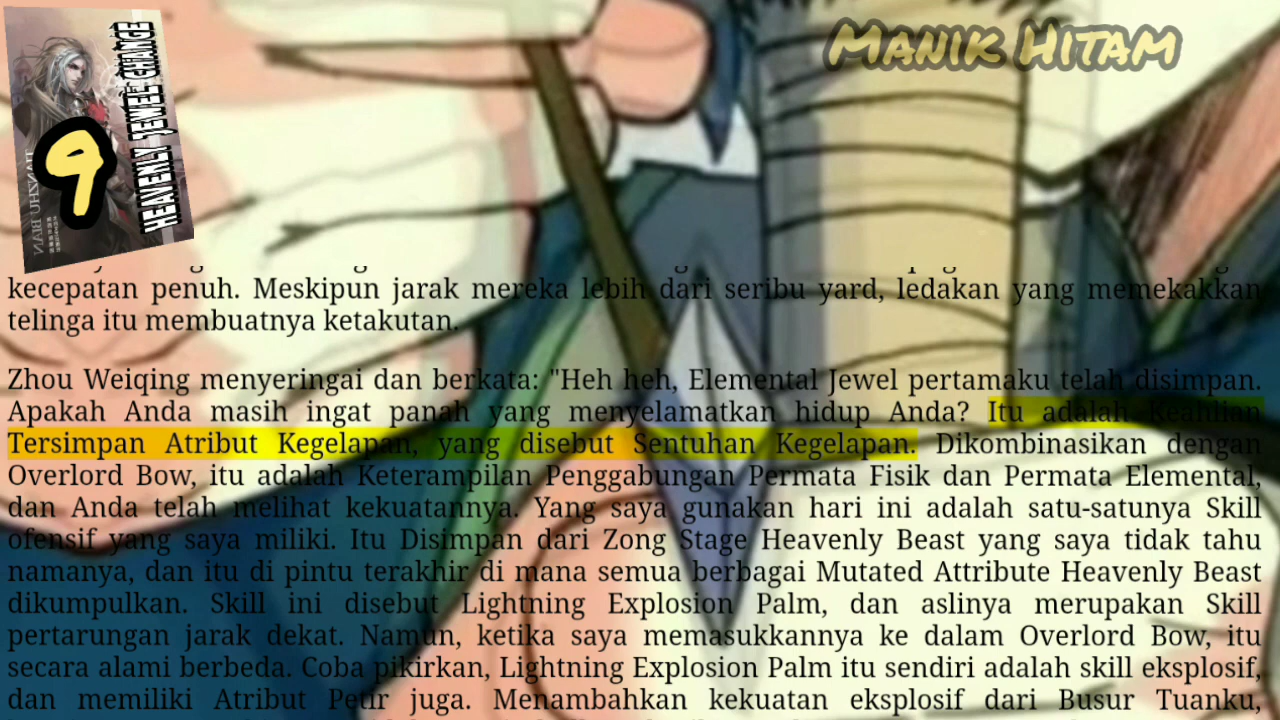 Manik Hitam
HEAVENLY JEWEL CHANGE
9
kecepatan penuh. Meskipun jarak mereka lebih dari seribu yard, ledakan yang memekakkan
telinga itu membuatnya ketakutan.
Zhou Weiqing menyeringai dan berkata: "Heh heh, Elemental Jewel pertamaku telah disimpan.
Apakah Anda masih ingat panah yang menyelamatkan hidup Anda? Itu adalah Keahlian
Tersimpan Atribut Kegelapan, yang disebut Sentuhan Kegelapan. Dikombinasikan dengan
Overlord Bow, itu adalah Keterampilan Penggabungan Permata Fisik dan Permata Elemental,
dan Anda telah melihat kekuatannya. Yang saya gunakan hari ini adalah satu-satunya Skill
ofensif yang saya miliki. Itu Disimpan dari Zong Stage Heavenly Beast yang saya tidak tahu
namanya, dan itu di pintu terakhir di mana semua berbagai Mutated Attribute Heavenly Beast
dikumpulkan. Skill ini disebut Lightning Explosion Palm, dan aslinya merupakan Skill
pertarungan jarak dekat. Namun, ketika saya memasukkannya ke dalam Overlord Bow, itu
secara alami berbeda. Coba pikirkan, Lightning Explosion Palm itu sendiri adalah skill eksplosif,
dan memiliki Atribut Petir juga. Menambahkan kekuatan eksplosif dari Busur Tuanku,